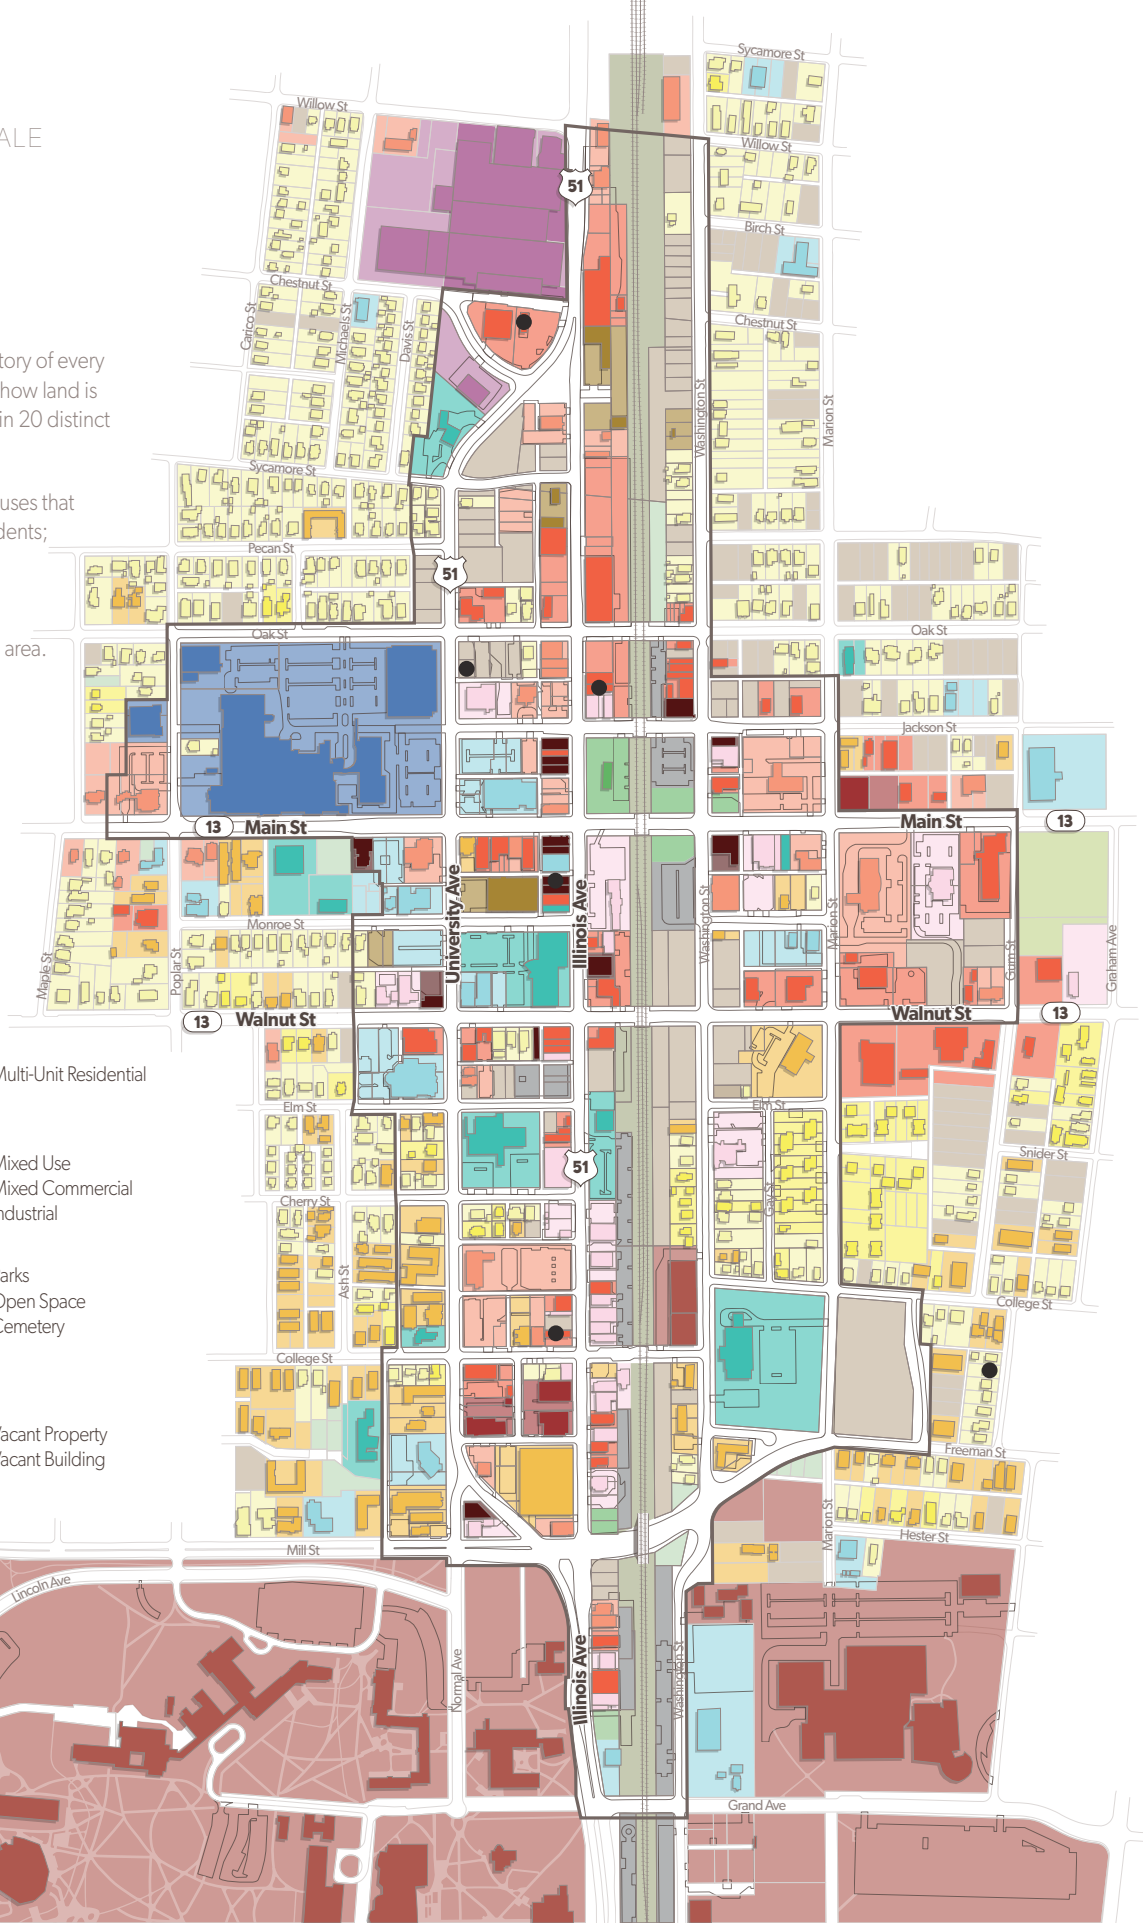 Sycamore St
Willow St
ALE
Willow St
51
Birch St
Chestnut St
Carico St
Michaels St
Davis St
Chestnut St
tory of every
how land is
in 20 distinct
Washington St
Marion St
Sycamore St
uses that
dents;
Pecan St
51
Oak St
Oak St
area.
Jackson St
13 Main St
Main St 13
University Ave
Illinois Ave
Washington St
Marion St
Gum St
Graham Ave
Monroe St
Maple St
Poplar St
13 Walnut St
Walnut St 13
Multi-Unit Residential
Elm St
Elm St
51
Snider St
Mixed Use
Mixed Commercial
Industrial
Cherry St
Gay St
Parks
Open Space
Cemetery
Ash St
College St
College St
Vacant Property
Vacant Building
Freeman St
Marion St
Hester St
Mill St
Lincoln Ave
Normal Ave
Illinois Ave
Washington St
Grand Ave